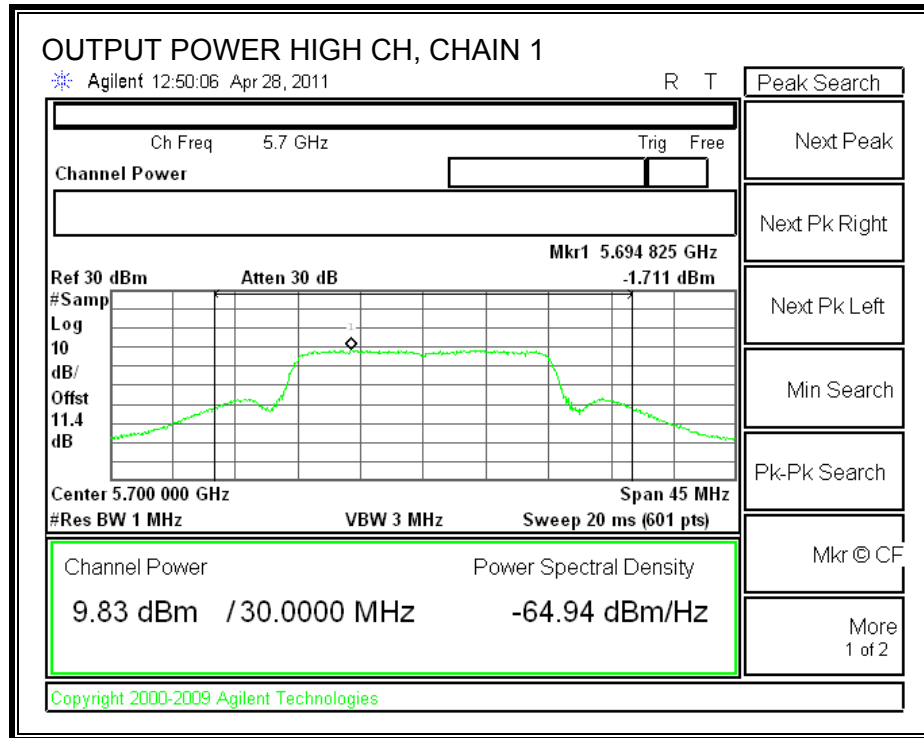 OUTPUT POWER HIGH CH, CHAIN 1
Agilent 12:50:06 Apr 28, 2011 R T
Peak Search
Ch Freq 5.7 GHz Trig Free
Channel Power
Next Peak
Next Pk Right
Mkr1 5.694 825 GHz
Ref 30 dBm Atten 30 dB -1.711 dBm
#Samp
Log
10
dB/
Offst
11.4
dB
1
Next Pk Left
Min Search
Pk-Pk Search
Center 5.700 000 GHz Span 45 MHz
#Res BW 1 MHz VBW 3 MHz Sweep 20 ms (601 pts)
Channel Power Power Spectral Density
9.83 dBm / 30.0000 MHz -64.94 dBm/Hz
Mkr © CF
More
1 of 2
Copyright 2000-2009 Agilent Technologies